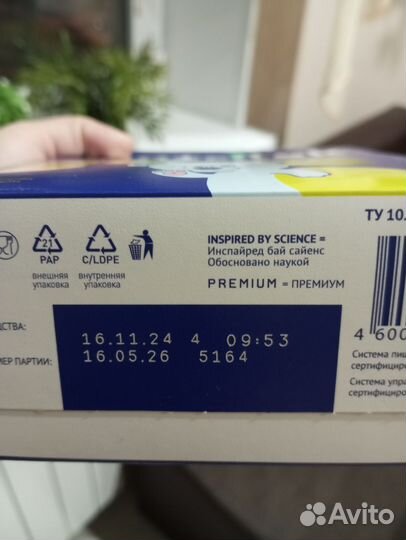 21
PAP
C/LDPE
внешняя
упаковка
внутренняя
упаковка
INSPIRED BY SCIENCE =
Инспайред бай сайенс
Обосновано наукой
PREMIUM = ПРЕМИУМ
ТУ 10.
4 600
ДСТВА:
МЕР ПАРТИИ:
16.11.24 4 09:53
16.05.26 5164
Система пищ
сертифициро
Система упра
сертифициро
Avito